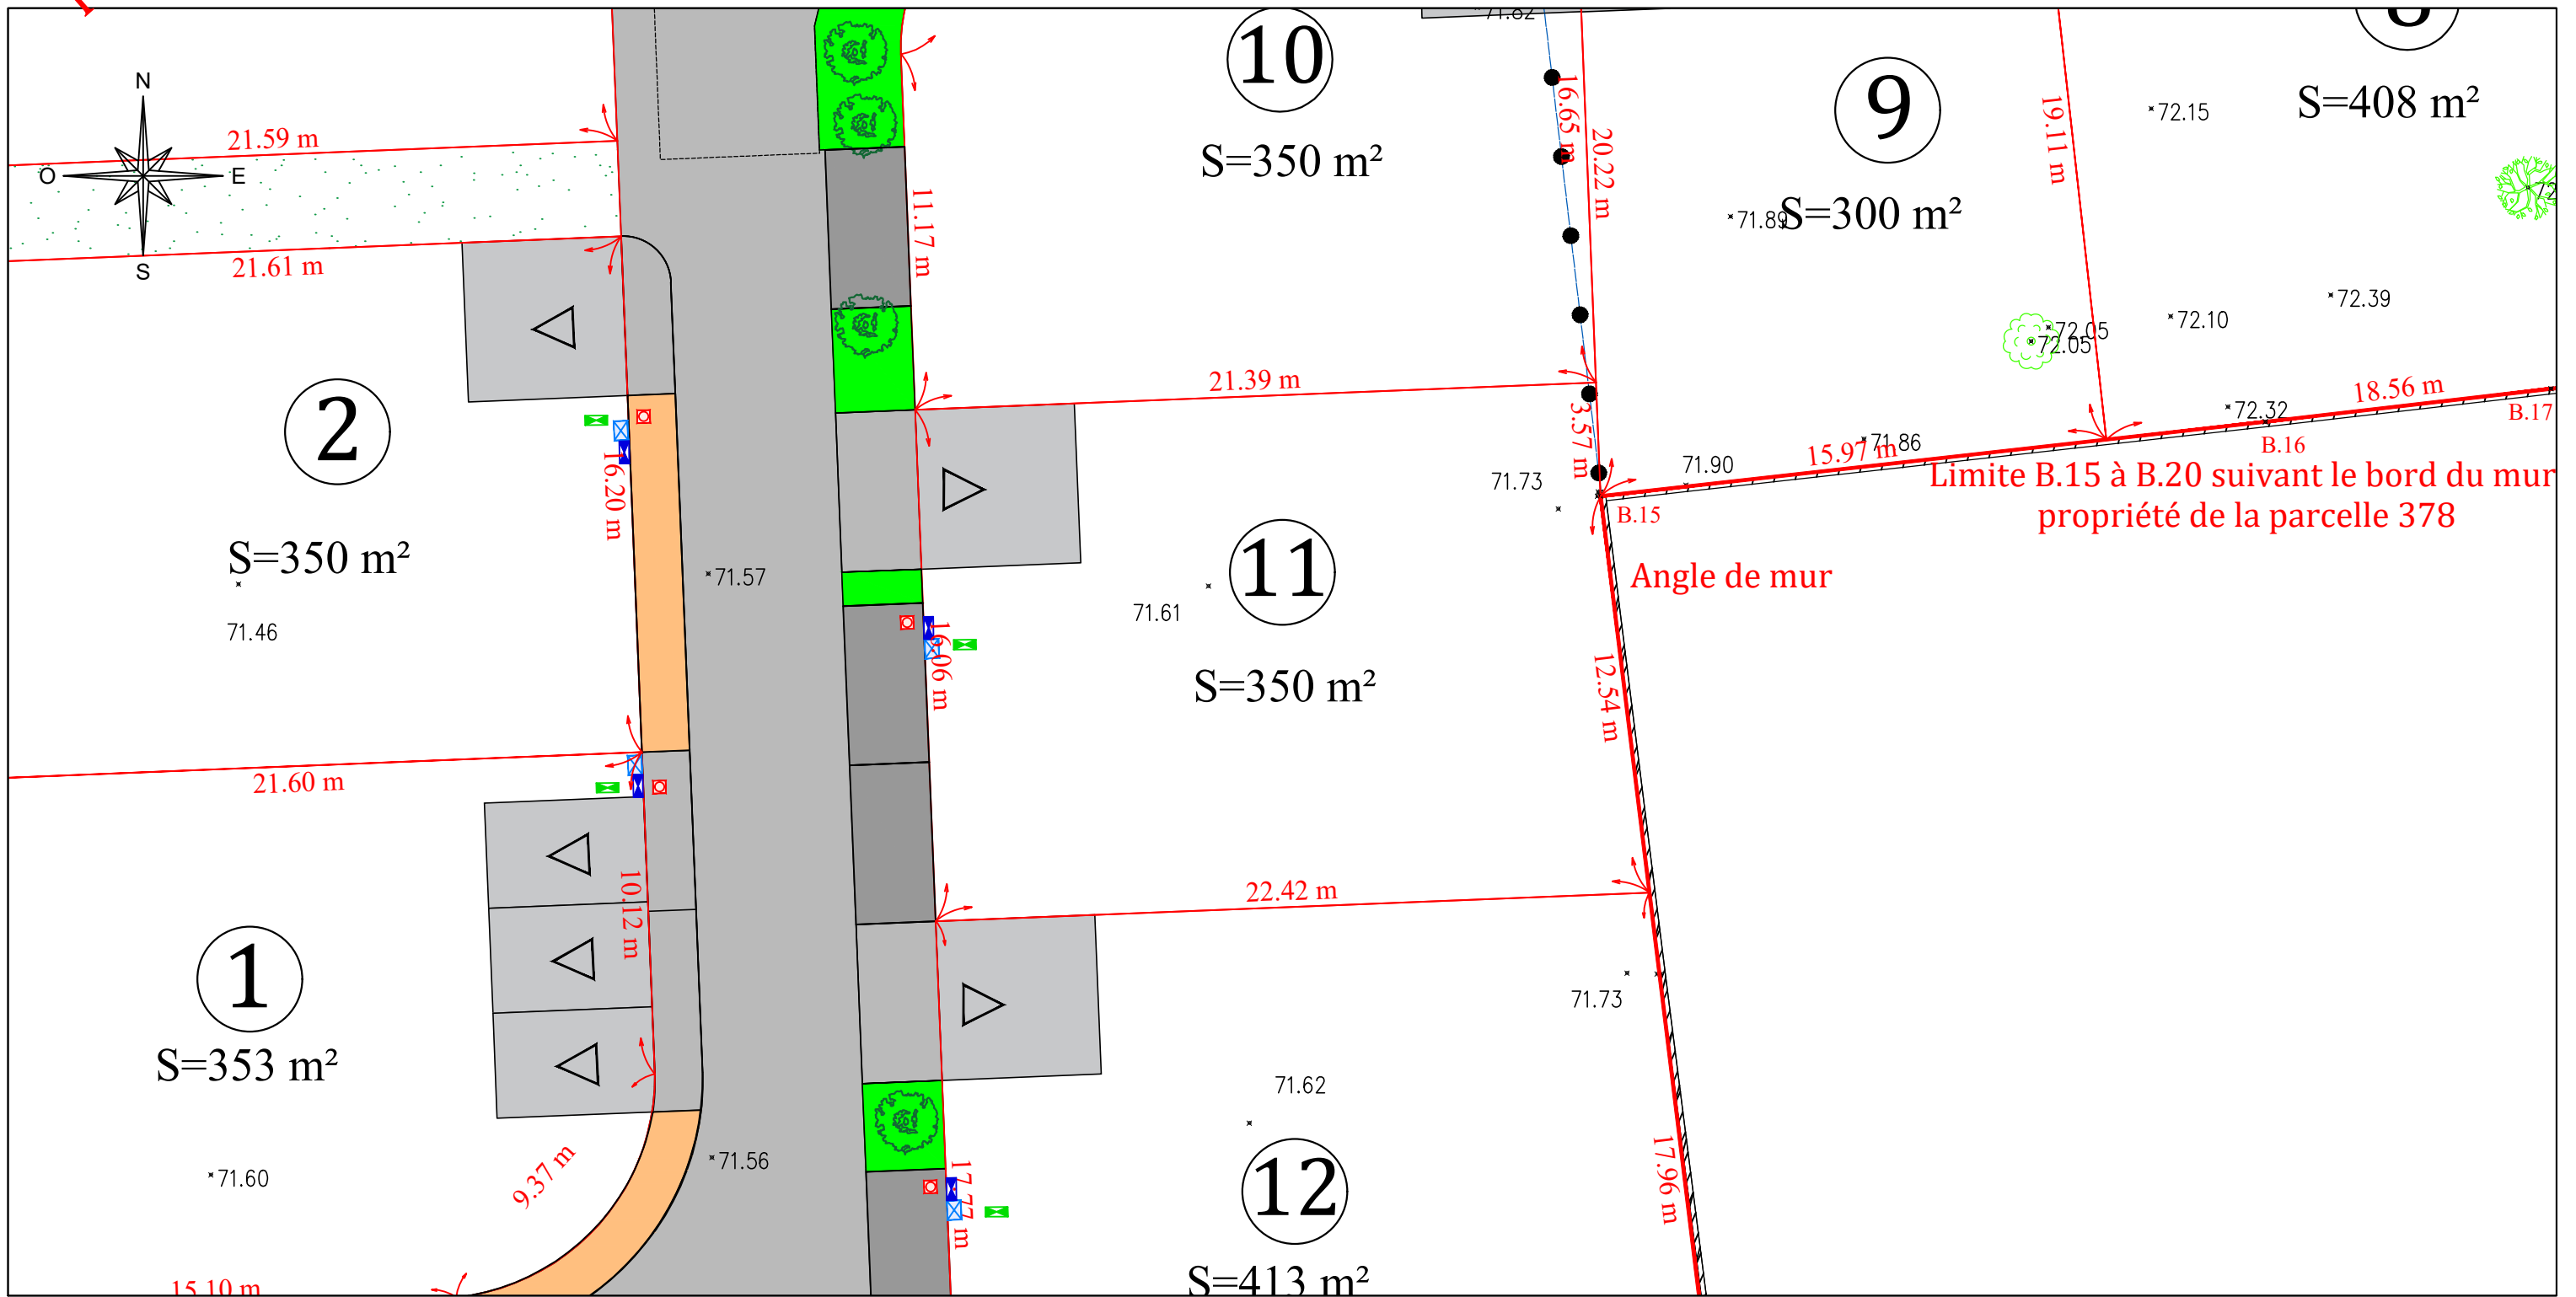 71.62
10
S=350 m²
9
S=300 m²
S=408 m²
N
O
E
S
21.59 m
21.61 m
11.17 m
16.65 m
20.22 m
19.11 m
72.15
71.89
72.39
72.10
72.05
72.05
72
21.39 m
3.57 m
18.56 m
B.17
72.32
B.16
71.86
15.97 m
71.90
71.73
B.15
Limite B.15 à B.20 suivant le bord du mur
propriété de la parcelle 378
Angle de mur
2
S=350 m²
71.46
16.20 m
71.57
11
S=350 m²
71.61
16.06 m
12.54 m
21.60 m
22.42 m
1
S=353 m²
71.60
10.12 m
9.37 m
15.10 m
71.56
71.73
71.62
12
S=413 m²
17.77 m
17.96 m